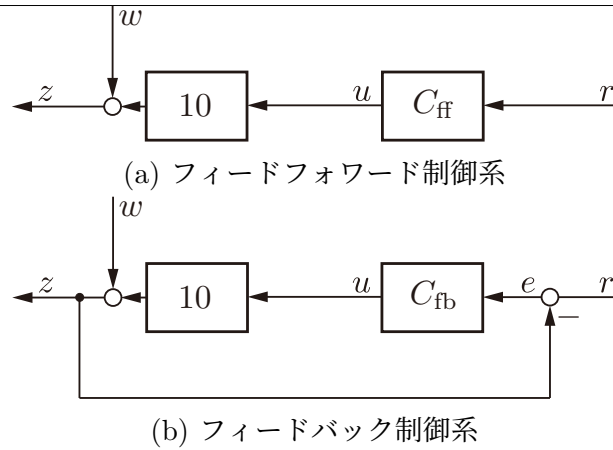 w
z 10 u C_ff r
(a) フィードフォワード制御系
w
z 10 u C_fb e r
−
(b) フィードバック制御系